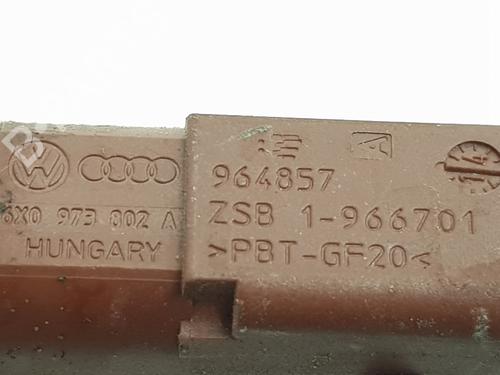 6X0 973 802 A
HUNGARY
A
964857
ZSB 1-966701
>PBT-GF20<